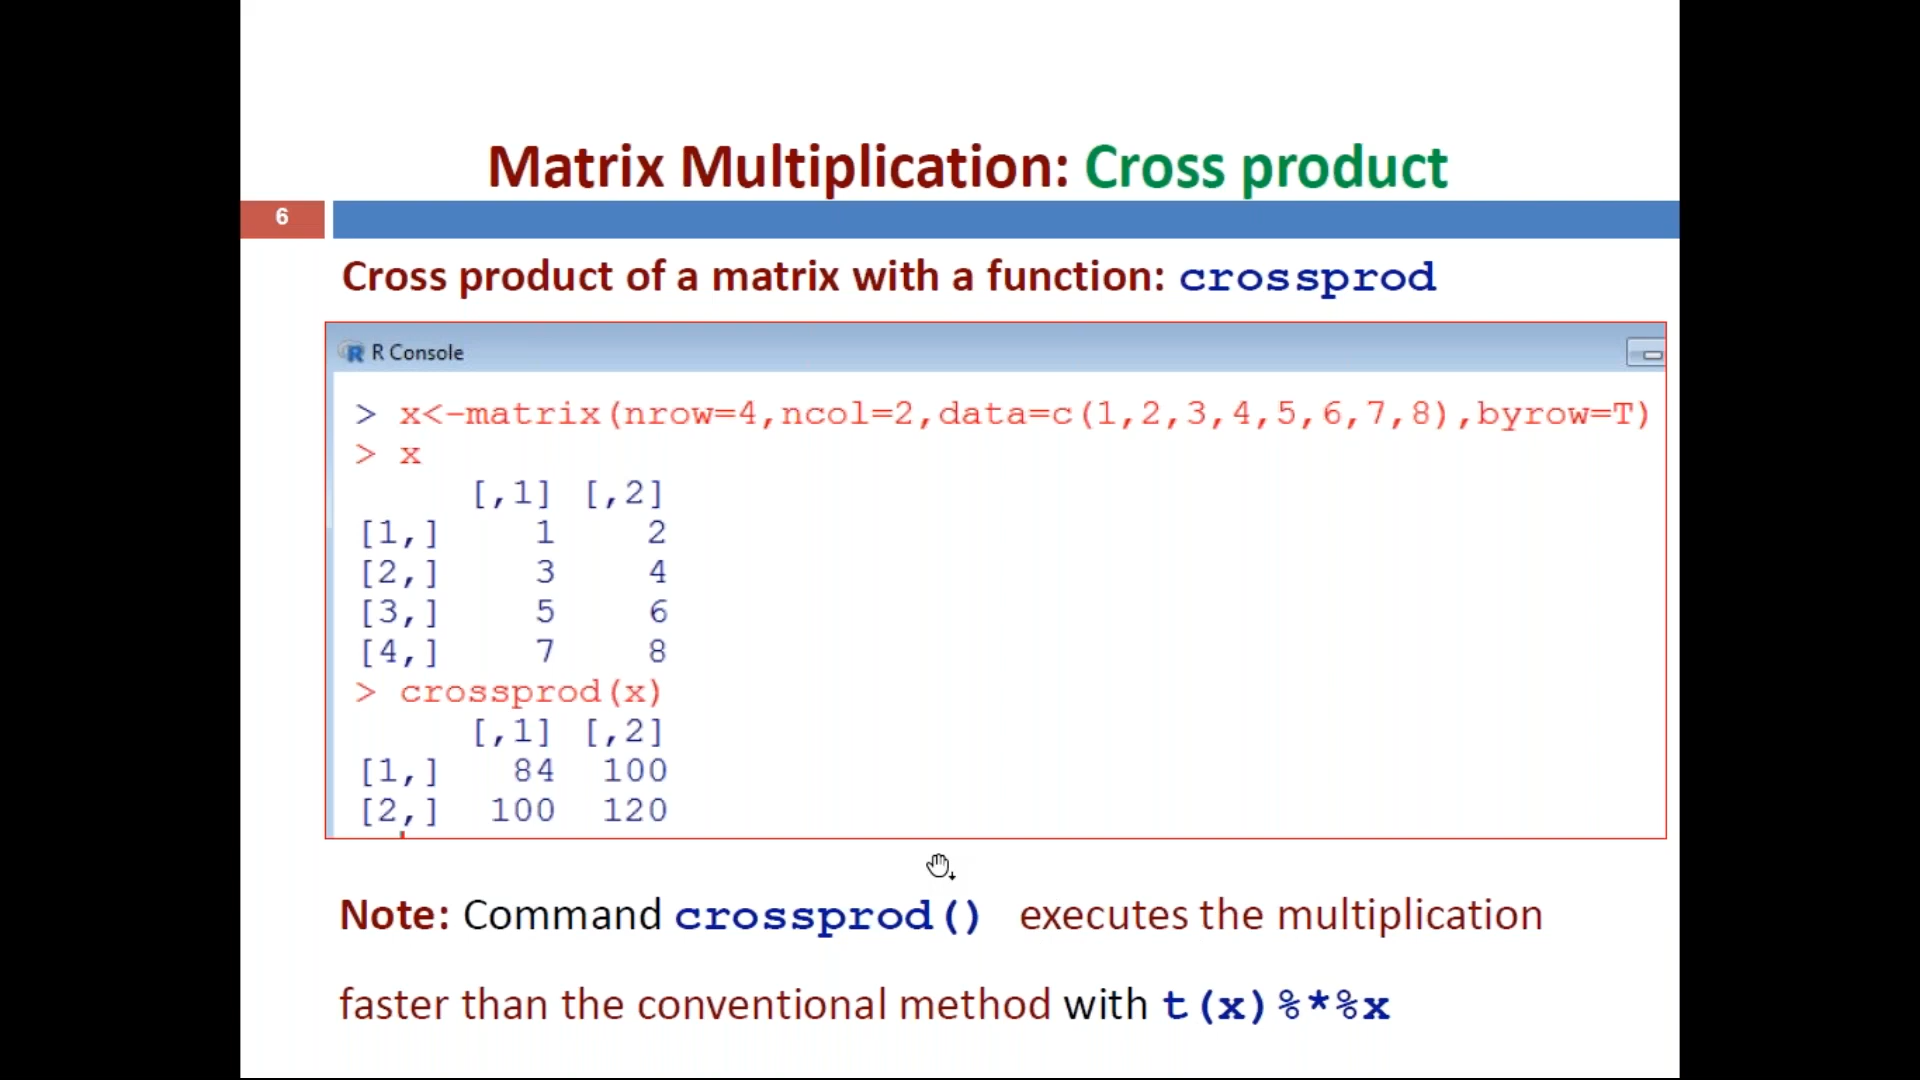 Matrix Multiplication: Cross product
6
Cross product of a matrix with a function: crossprod
R Console
> x<-matrix(nrow=4,ncol=2,data=c(1,2,3,4,5,6,7,8),byrow=T)
> x
[,1] [,2]
[1,] 1 2
[2,] 3 4
[3,] 5 6
[4,] 7 8
> crossprod(x)
[,1] [,2]
[1,] 84 100
[2,] 100 120
Note: Command crossprod() executes the multiplication
faster than the conventional method with t(x)%*%x